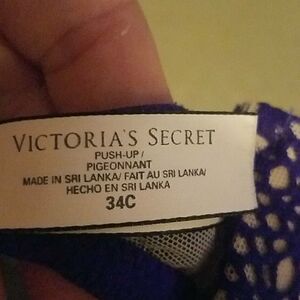 VICTORIA'S SECRET
PUSH-UP /
PIGEONNANT
MADE IN SRI LANKA/ FAIT AU SRI LANKA/
HECHO EN SRI LANKA
34C